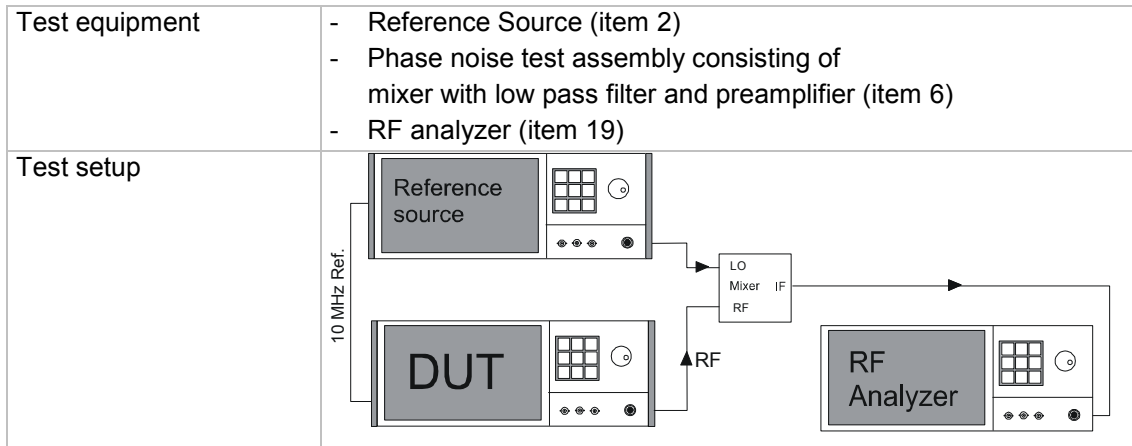 Test equipment
- Reference Source (item 2)
- Phase noise test assembly consisting of
mixer with low pass filter and preamplifier (item 6)
- RF analyzer (item 19)
Test setup
Reference
source
10 MHz Ref.
LO
Mixer IF
RF
DUT
RF
RF
Analyzer